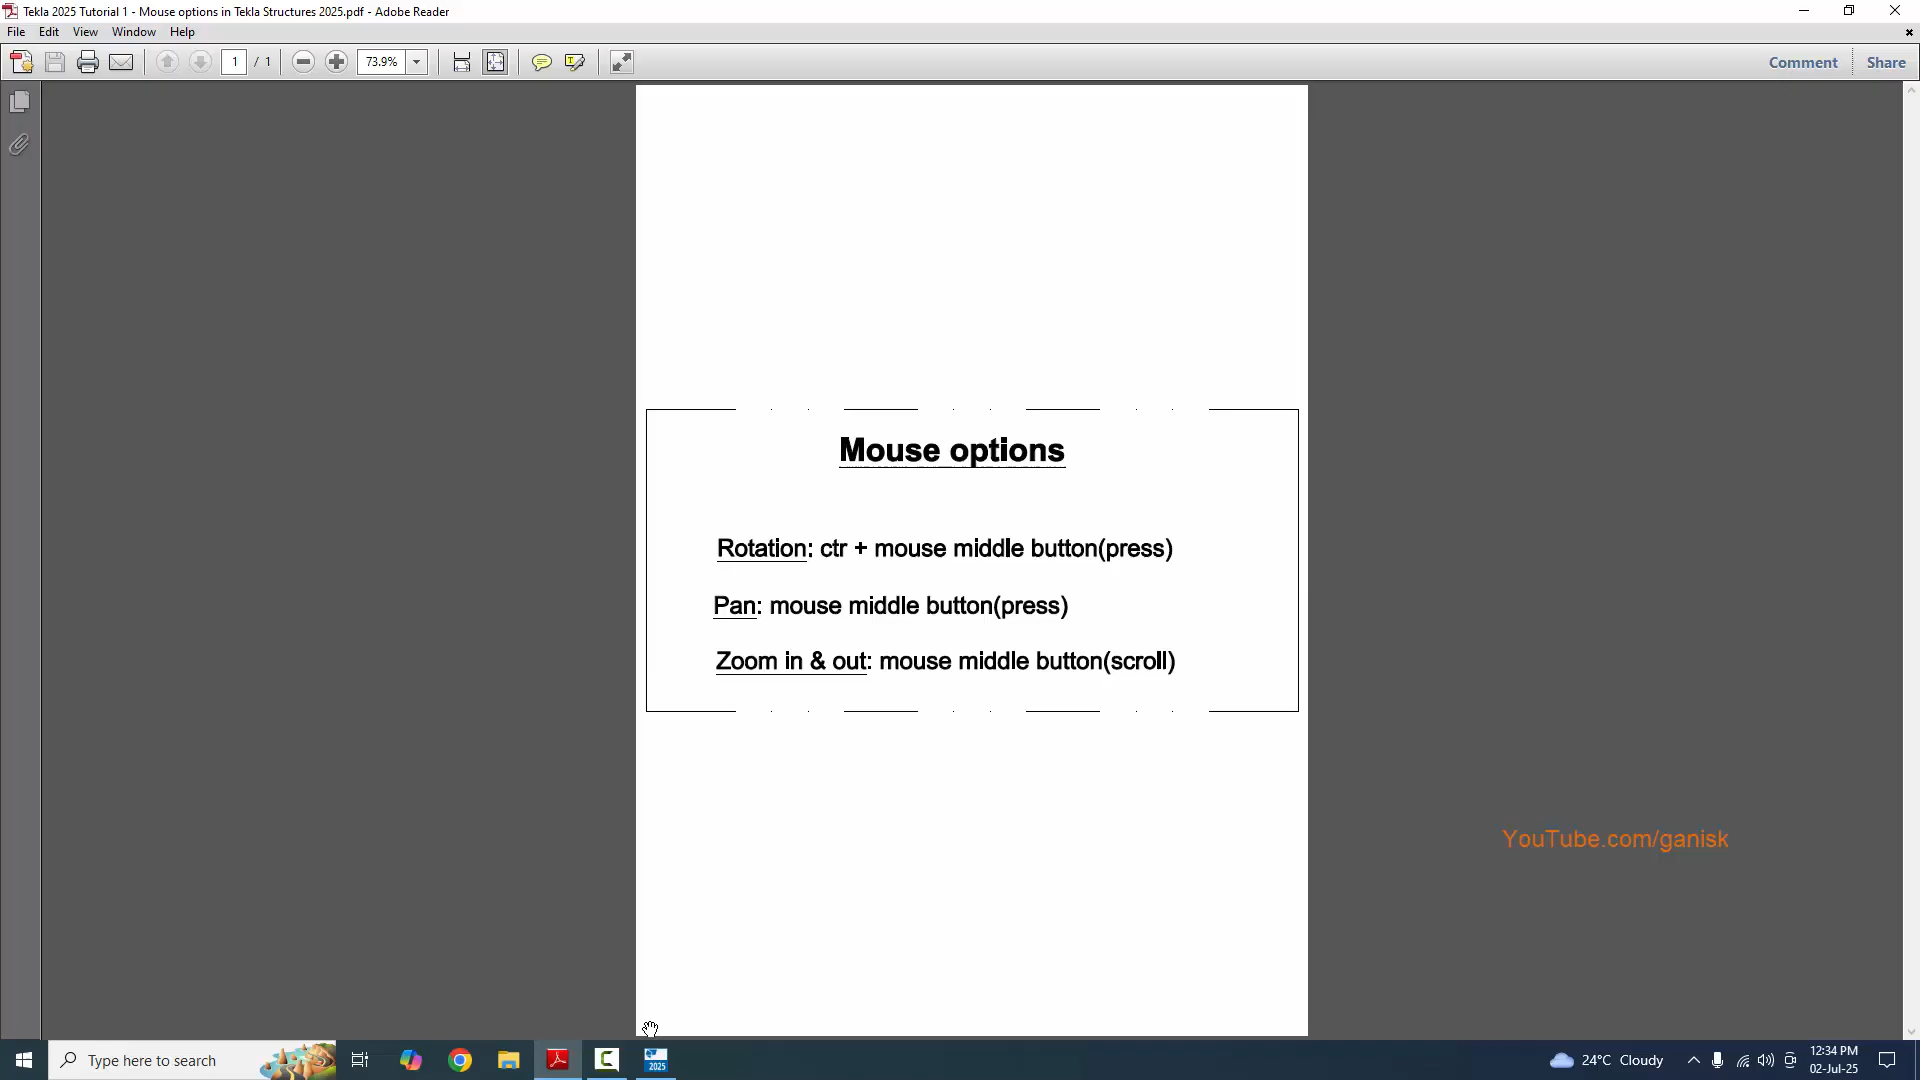 Tekla 2025 Tutorial 1 - Mouse options in Tekla Structures 2025.pdf - Adobe Reader
File Edit View Window Help
1 / 1 73.9% Comment Share
Mouse options
Rotation: ctr + mouse middle button(press)
Pan: mouse middle button(press)
Zoom in & out: mouse middle button(scroll)
YouTube.com/ganisk
Type here to search 2025 24°C Cloudy 12:34 PM
02-Jul-25